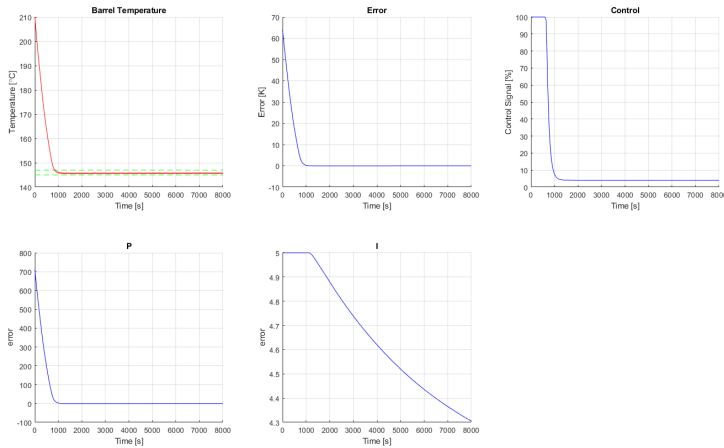 Barrel Temperature
Temperature [°C]
210
200
190
180
170
160
150
140
0 1000 2000 3000 4000 5000 6000 7000 8000
Time [s]
Error
Error [K]
70
60
50
40
30
20
10
0
-10
0 1000 2000 3000 4000 5000 6000 7000 8000
Time [s]
Control
Control Signal [%]
100
90
80
70
60
50
40
30
20
10
0
0 1000 2000 3000 4000 5000 6000 7000 8000
Time [s]
P
error
800
700
600
500
400
300
200
100
0
-100
0 1000 2000 3000 4000 5000 6000 7000 8000
Time [s]
I
error
5
4.9
4.8
4.7
4.6
4.5
4.4
4.3
0 1000 2000 3000 4000 5000 6000 7000 8000
Time [s]